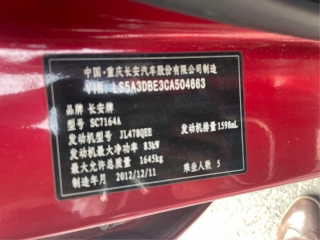 中国·重庆长安汽车股份有限公司制造
VIN: LS5A3DBE3CA504663
品牌 长安牌
型号 SC7164A
发动机型号 JL478QEE 发动机排量 1598mL
发动机最大净功率 83kW
最大允许总质量 1645kg
制造年月 2012/12/11 乘坐人数 5